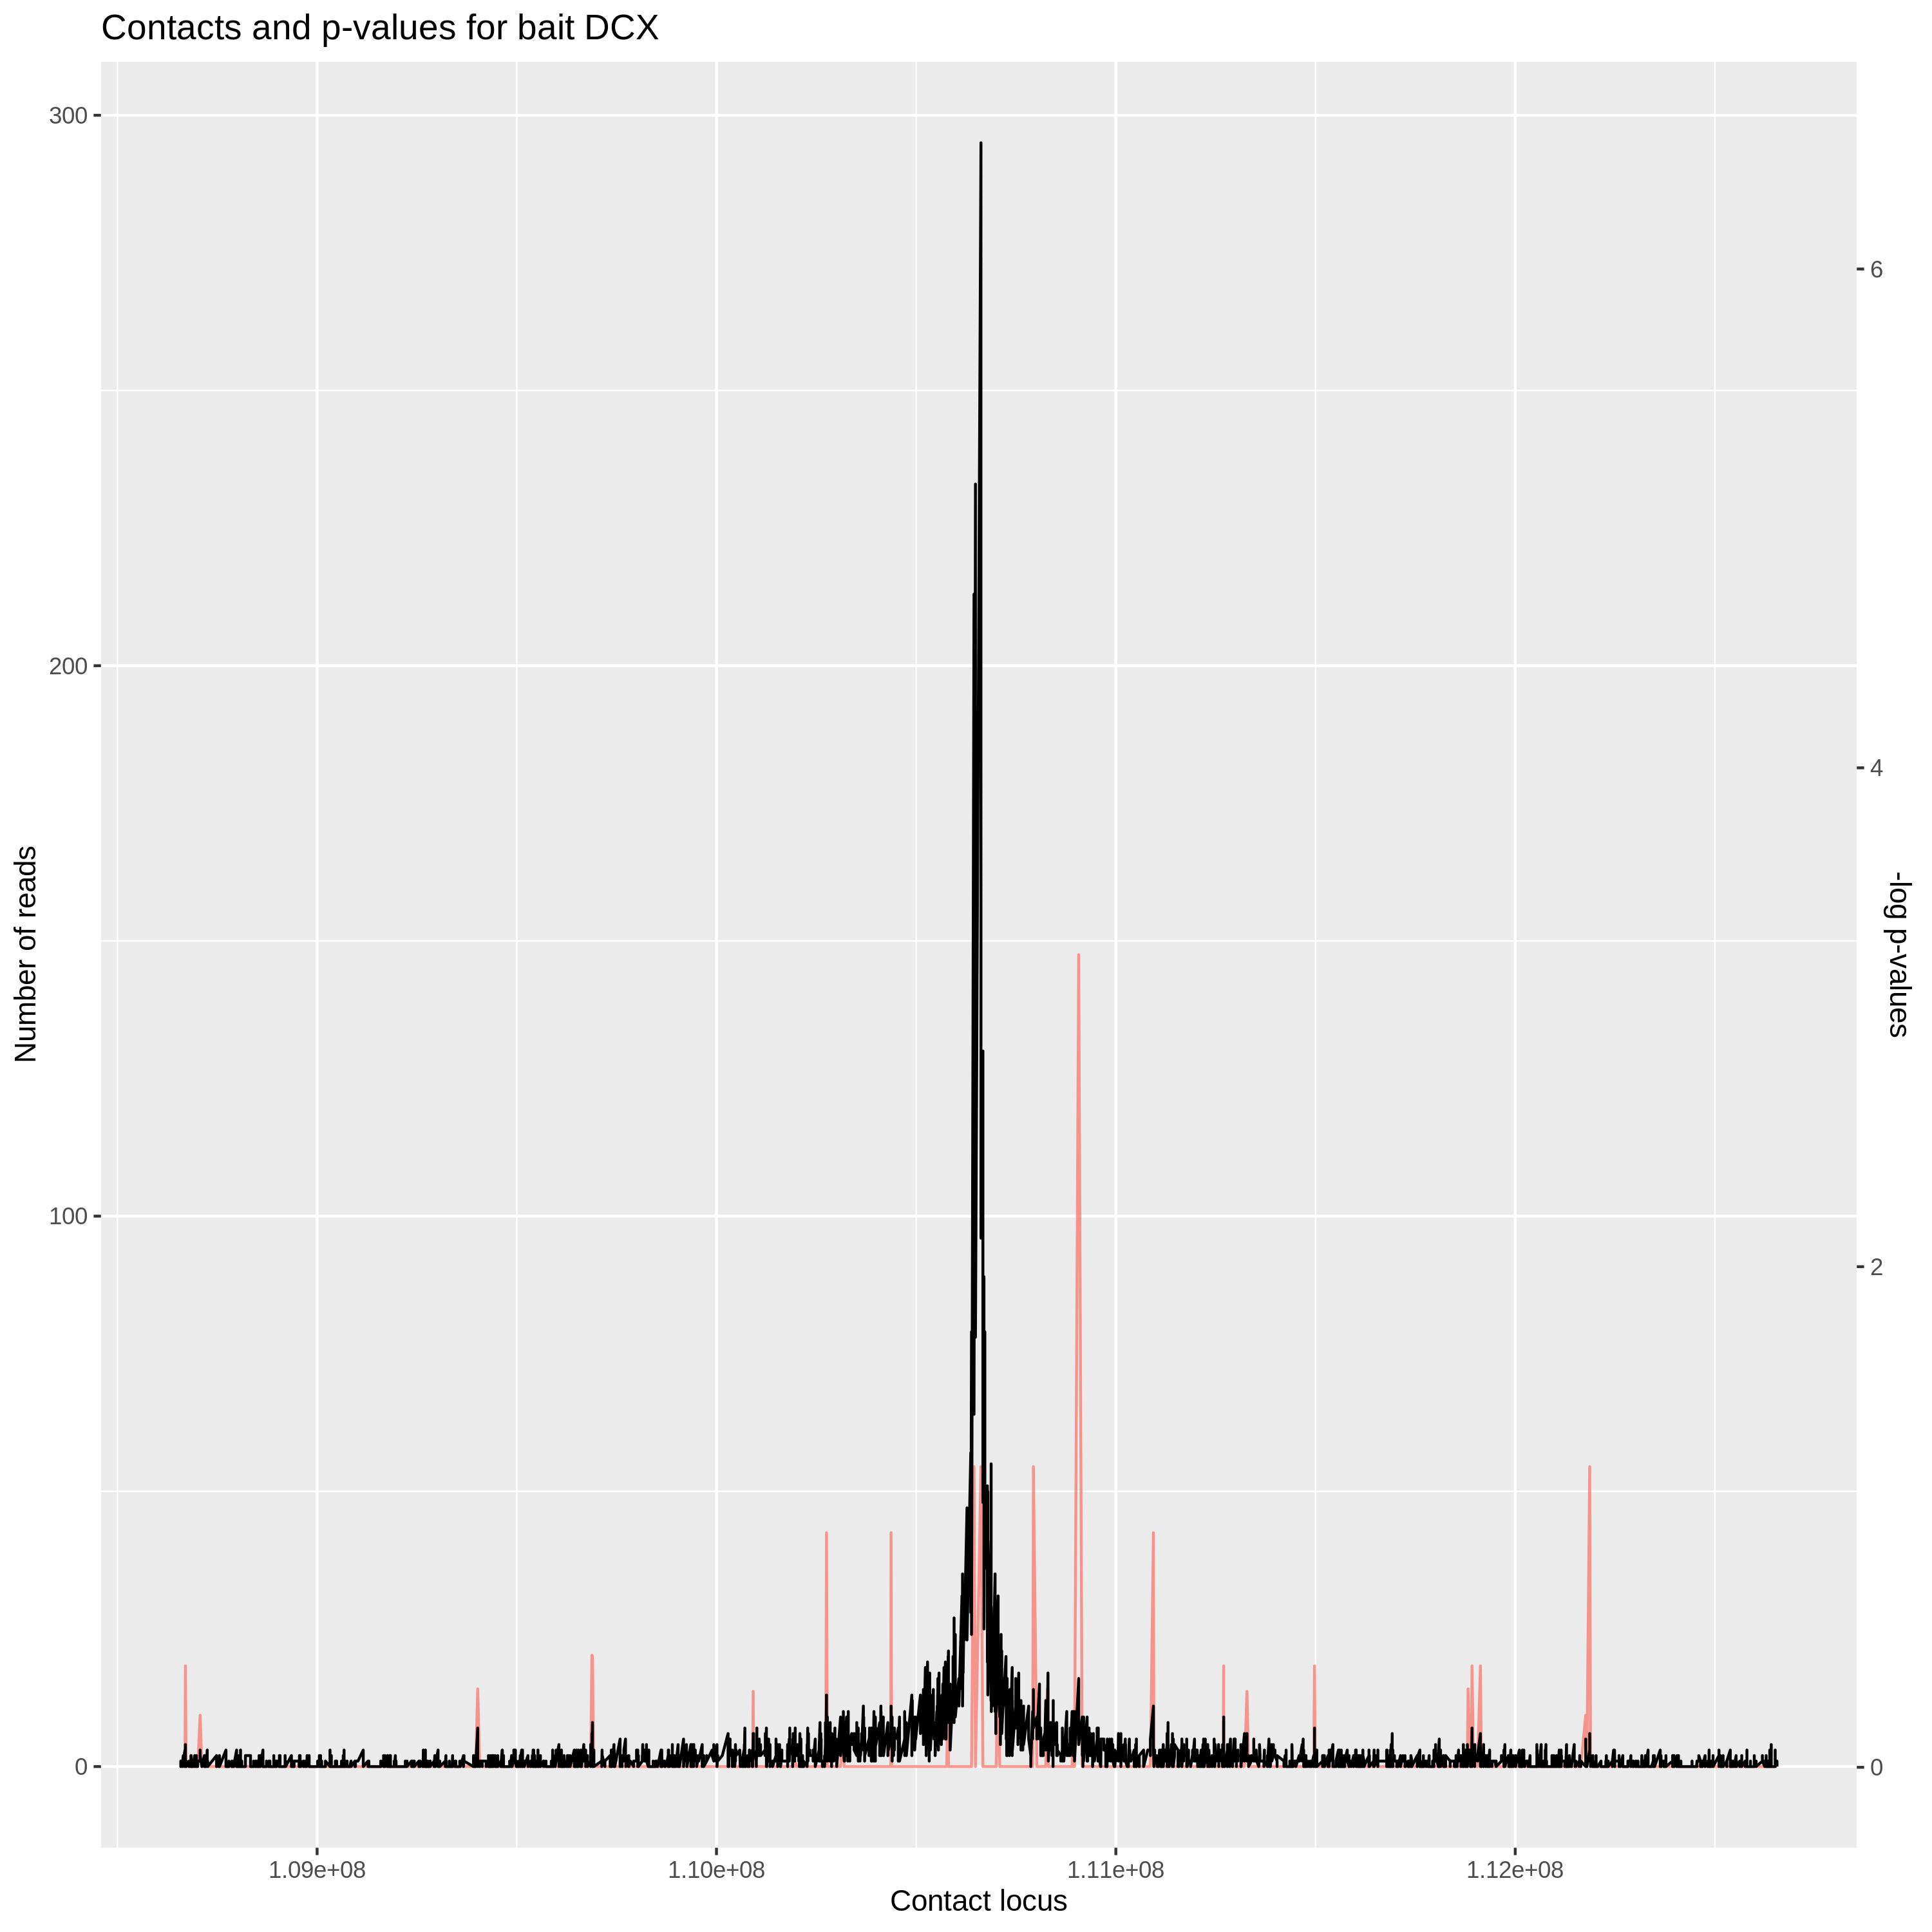 Contacts and p-values for bait DCX
300
200
100
0
Number of reads
6
4
2
0
-log p-values
1.09e+08
1.10e+08
1.11e+08
1.12e+08
Contact locus